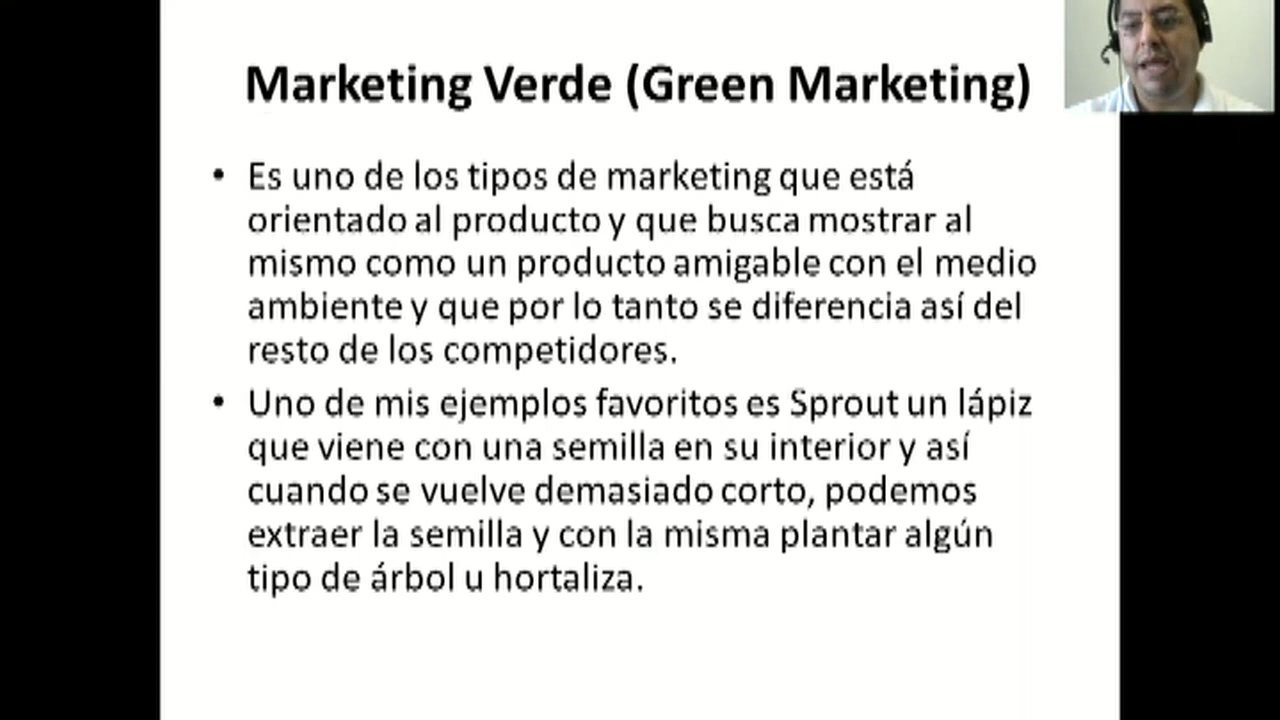 Marketing Verde (Green Marketing)
• Es uno de los tipos de marketing que está
orientado al producto y que busca mostrar al
mismo como un producto amigable con el medio
ambiente y que por lo tanto se diferencia así del
resto de los competidores.
• Uno de mis ejemplos favoritos es Sprout un lápiz
que viene con una semilla en su interior y así
cuando se vuelve demasiado corto, podemos
extraer la semilla y con la misma plantar algún
tipo de árbol u hortaliza.